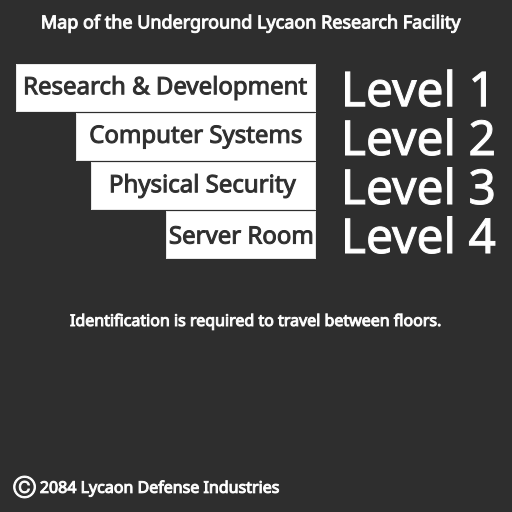 Map of the Underground Lycaon Research Facility
Research & Development Level 1
Computer Systems Level 2
Physical Security Level 3
Server Room Level 4
Identification is required to travel between floors.
© 2084 Lycaon Defense Industries